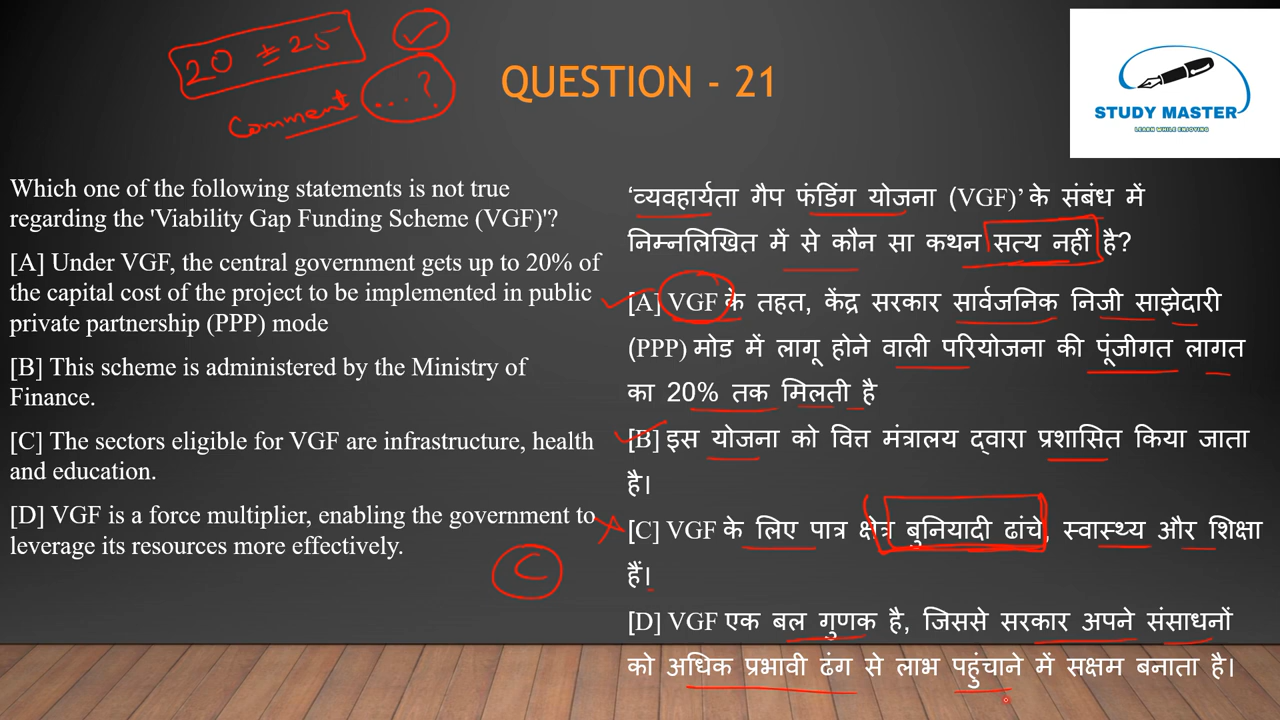 20 ± 25
Comment ...?
QUESTION - 21
STUDY MASTER
LEARN WHILE ENJOYING
Which one of the following statements is not true
regarding the 'Viability Gap Funding Scheme (VGF)'?
[A] Under VGF, the central government gets up to 20% of
the capital cost of the project to be implemented in public
private partnership (PPP) mode
[B] This scheme is administered by the Ministry of
Finance.
[C] The sectors eligible for VGF are infrastructure, health
and education.
[D] VGF is a force multiplier, enabling the government to
leverage its resources more effectively.
C
‘व्यवहार्यता गैप फंडिंग योजना (VGF)’ के संबंध में
निम्नलिखित में से कौन सा कथन सत्य नहीं है?
[A] VGF के तहत, केंद्र सरकार सार्वजनिक निजी साझेदारी
(PPP) मोड में लागू होने वाली परियोजना की पूंजीगत लागत
का 20% तक मिलती है
[B] इस योजना को वित्त मंत्रालय द्वारा प्रशासित किया जाता
है।
[C] VGF के लिए पात्र क्षेत्र बुनियादी ढांचे, स्वास्थ्य और शिक्षा
हैं।
[D] VGF एक बल गुणक है, जिससे सरकार अपने संसाधनों
को अधिक प्रभावी ढंग से लाभ पहुंचाने में सक्षम बनाता है।